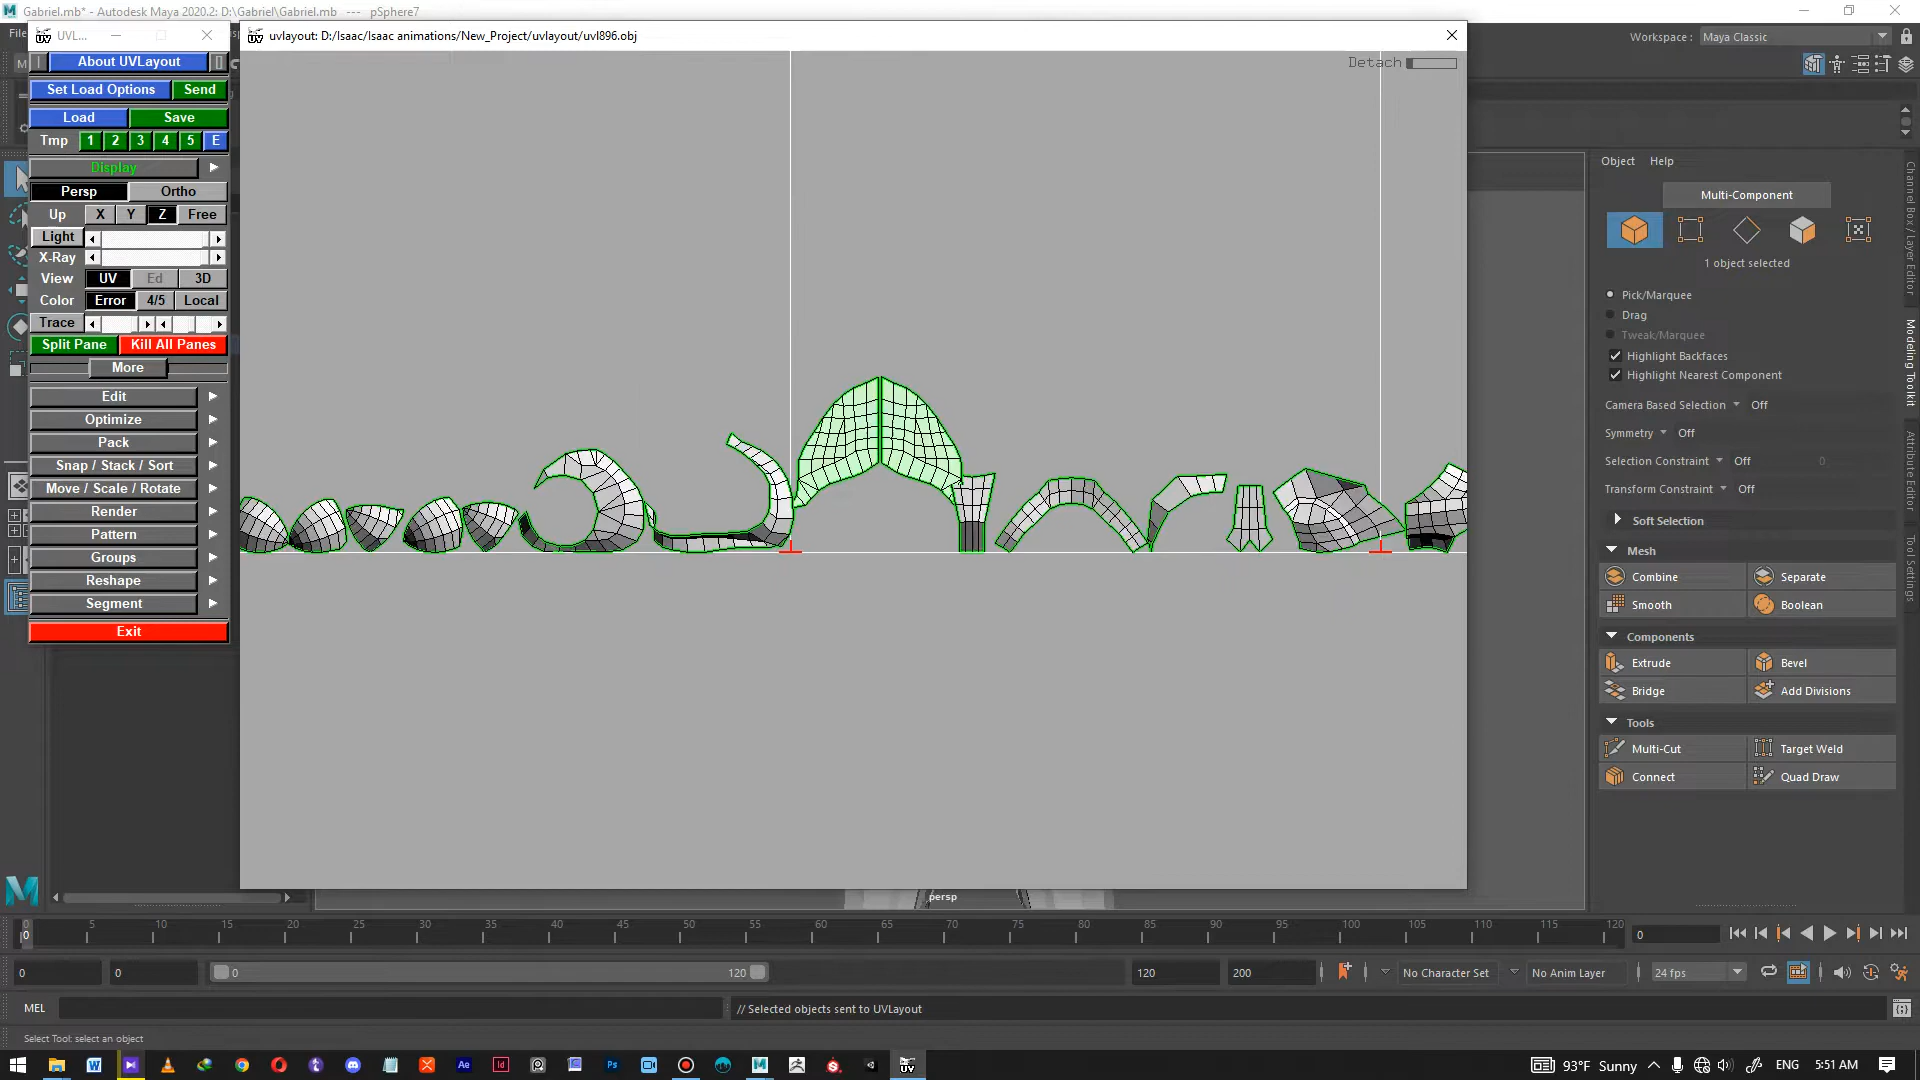 Gabriel.mb* - Autodesk Maya 2020.2: D:\Gabriel\Gabriel.mb --- pSphere7
File
Workspace : Maya Classic
UVL...
uvlayout: D:/Isaac/Isaac animations/New_Project/uvlayout/uvl896.obj
About UVLayout
Detach
Set Load Options Send
Load Save
Tmp 1 2 3 4 5 E
Display
Persp Ortho
Up X Y Z Free
Light
X-Ray
View UV Ed 3D
Color Error 4/5 Local
Trace
Split Pane Kill All Panes
More
Edit
Optimize
Pack
Snap / Stack / Sort
Move / Scale / Rotate
Render
Pattern
Groups
Reshape
Segment
Exit
Object Help
Multi-Component
1 object selected
Pick/Marquee
Drag
Tweak/Marquee
Highlight Backfaces
Highlight Nearest Component
Camera Based Selection Off
Symmetry Off
Selection Constraint Off 0
Transform Constraint Off
Soft Selection
Mesh
Combine Separate
Smooth Boolean
Components
Extrude Bevel
Bridge Add Divisions
Tools
Multi-Cut Target Weld
Connect Quad Draw
Channel Box / Layer Editor
Modeling Toolkit
Attribute Editor
Tool Settings
persp
0 5 10 15 20 25 30 35 40 45 50 55 60 65 70 75 80 85 90 95 100 105 110 115 120
0 0
0 0 0 120 120 200 No Character Set No Anim Layer 24 fps
MEL // Selected objects sent to UVLayout
Select Tool: select an object
93°F Sunny ENG 5:51 AM